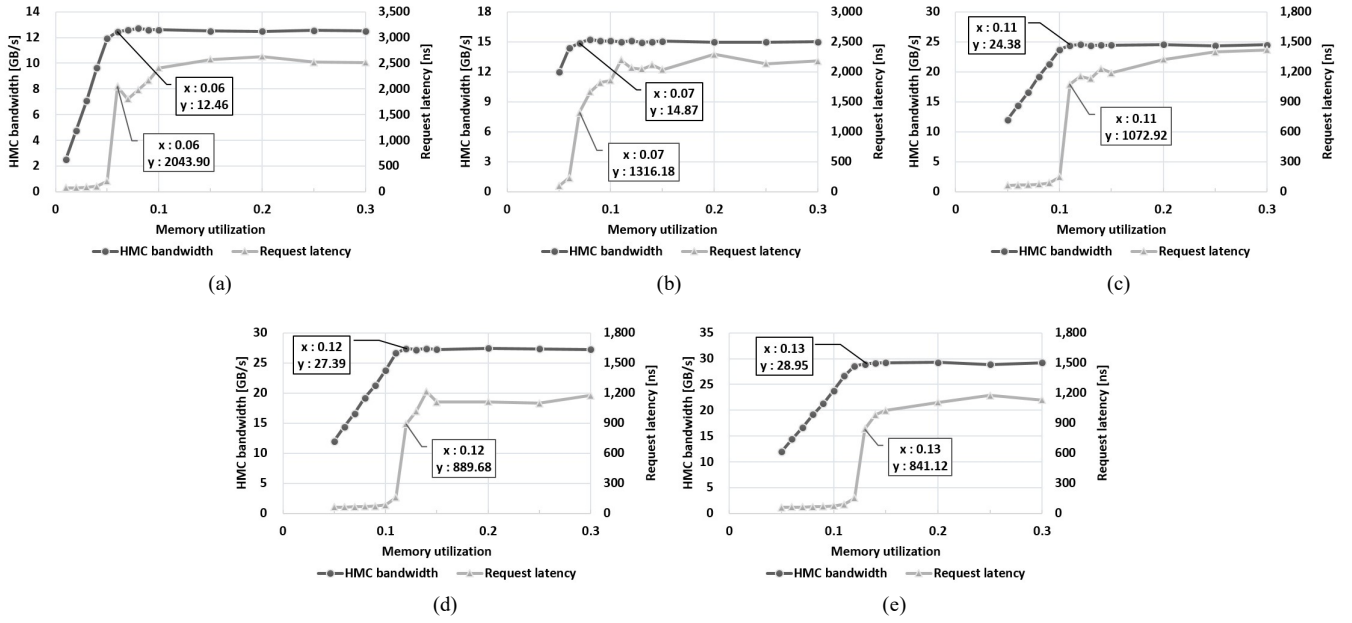 14
12
10
8
6
4
2
0
HMC bandwidth [GB/s]
3,500
3,000
2,500
2,000
1,500
1,000
500
0
Request latency [ns]
x : 0.06
y : 12.46
x : 0.06
y : 2043.90
0
0.1
0.2
0.3
Memory utilization
HMC bandwidth
Request latency
(a)
18
15
12
9
6
3
0
HMC bandwidth [GB/s]
3,000
2,500
2,000
1,500
1,000
500
0
Request latency [ns]
x : 0.07
y : 14.87
x : 0.07
y : 1316.18
0
0.1
0.2
0.3
Memory utilization
HMC bandwidth
Request latency
(b)
30
25
20
15
10
5
0
HMC bandwidth [GB/s]
1,800
1,500
1,200
900
600
300
0
Request latency [ns]
x : 0.11
y : 24.38
x : 0.11
y : 1072.92
0
0.1
0.2
0.3
Memory utilization
HMC bandwidth
Request latency
(c)
30
25
20
15
10
5
0
HMC bandwidth [GB/s]
1,800
1,500
1,200
900
600
300
0
Request latency [ns]
x : 0.12
y : 27.39
x : 0.12
y : 889.68
0
0.1
0.2
0.3
Memory utilization
HMC bandwidth
Request latency
(d)
35
30
25
20
15
10
5
0
HMC bandwidth [GB/s]
1,800
1,500
1,200
900
600
300
0
Request latency [ns]
x : 0.13
y : 28.95
x : 0.13
y : 841.12
0
0.1
0.2
0.3
Memory utilization
HMC bandwidth
Request latency
(e)